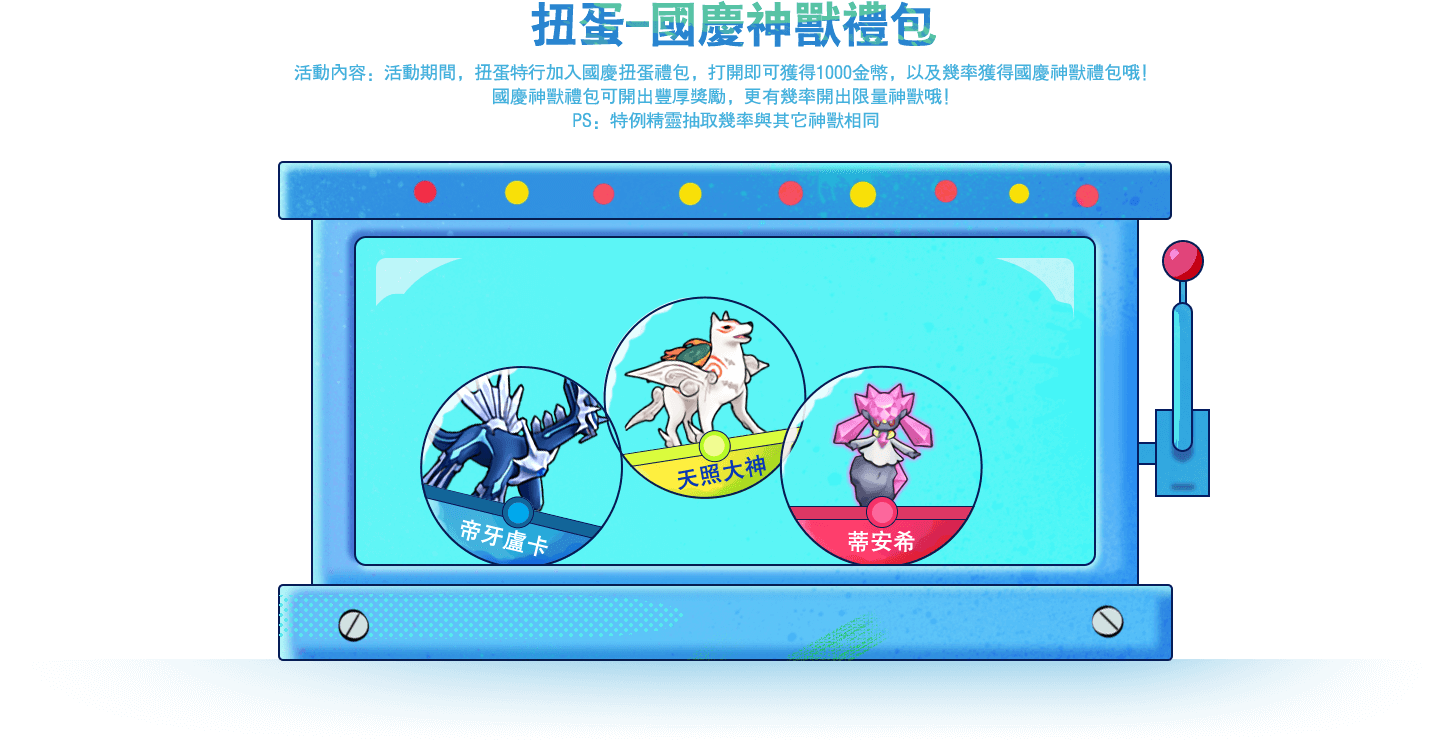 扭蛋-國慶神獸禮包
活動內容：活動期間，扭蛋特行加入國慶扭蛋禮包，打開即可獲得1000金幣，以及幾率獲得國慶神獸禮包哦！
國慶神獸禮包可開出豐厚獎勵，更有幾率開出限量神獸哦！
PS：特例精靈抽取幾率與其它神獸相同
天照大神
帝牙盧卡
蒂安希